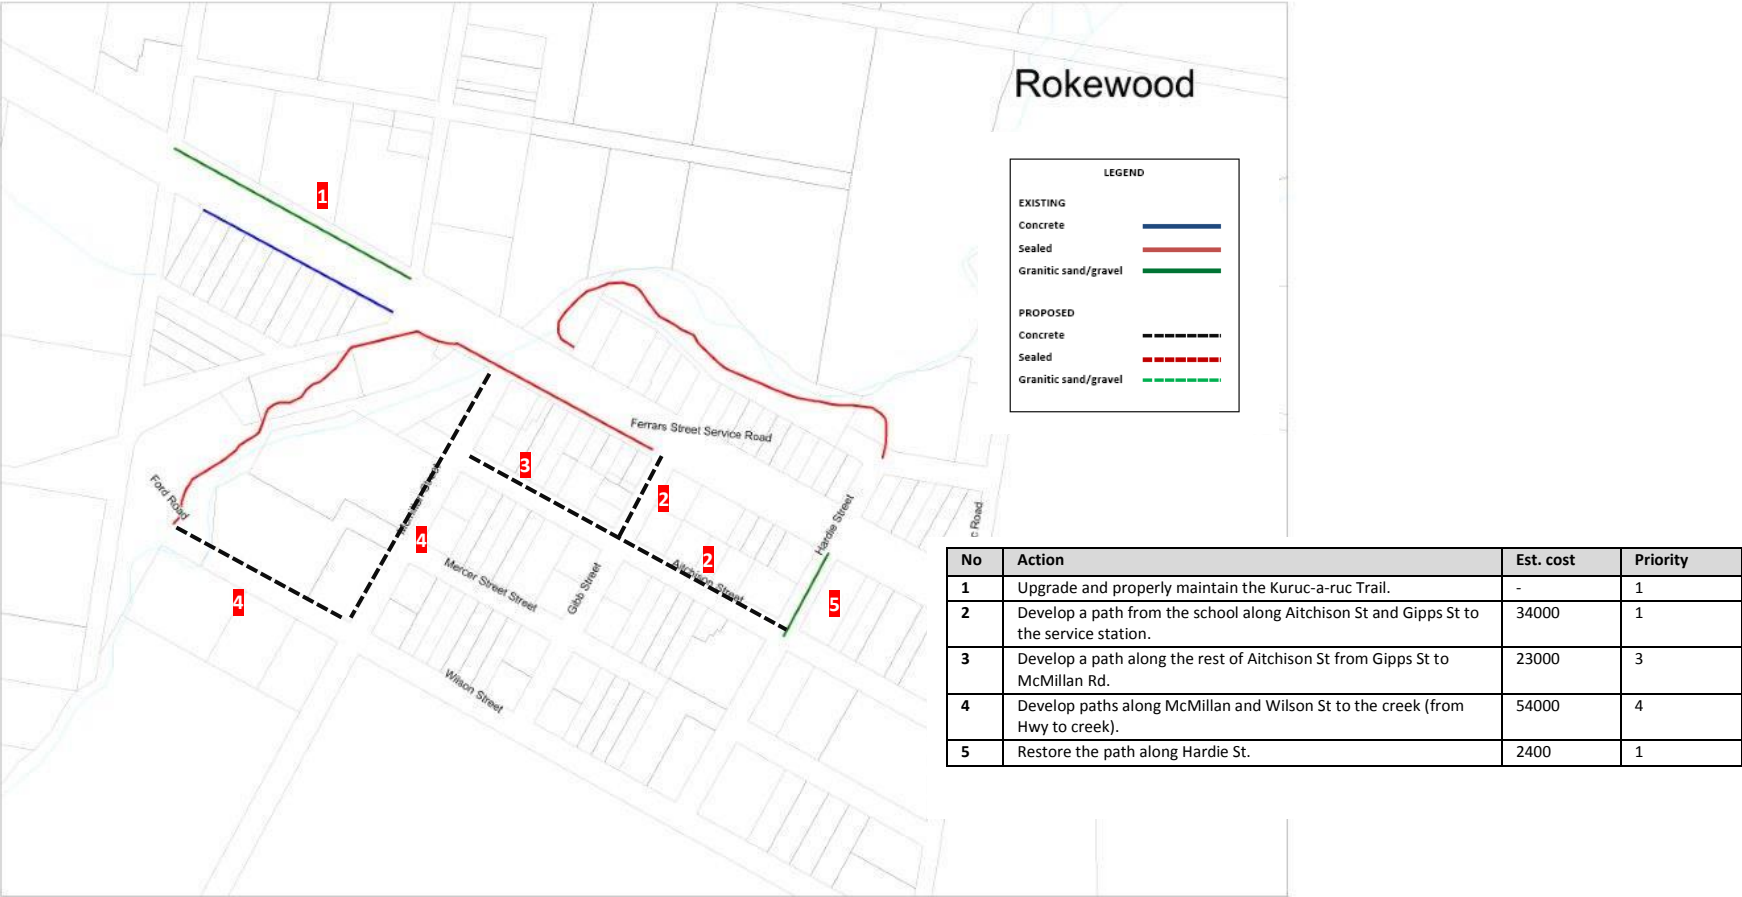 Rokewood
LEGEND
EXISTING
Concrete
Sealed
Granitic sand/gravel
PROPOSED
Concrete
Sealed
Granitic sand/gravel
1
Ferrars Street Service Road
3
2
Ford Road
Hardie Street
Road
4
Street
2
Mercer Street Street
Gibb Street
Aitchison Street
4
5
Wilson Street
No Action Est. cost Priority
1 Upgrade and properly maintain the Kuruc-a-ruc Trail. - 1
2 Develop a path from the school along Aitchison St and Gipps St to 34000 1
the service station.
3 Develop a path along the rest of Aitchison St from Gipps St to 23000 3
McMillan Rd.
4 Develop paths along McMillan and Wilson St to the creek (from 54000 4
Hwy to creek).
5 Restore the path along Hardie St. 2400 1